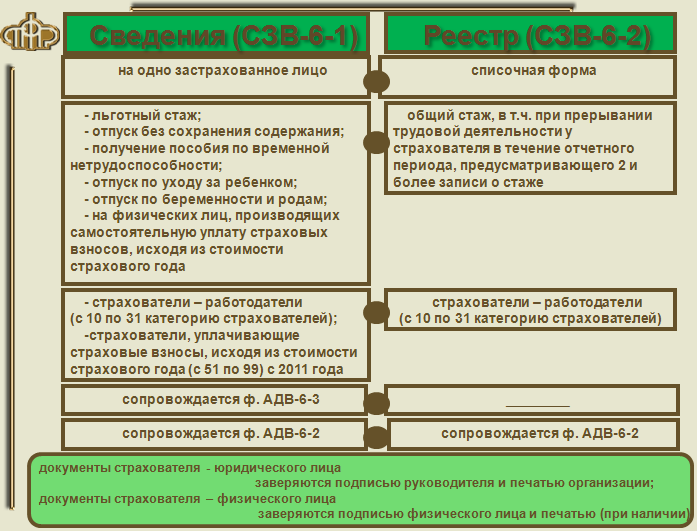 ПФР
Сведения (СЗВ-6-1)
на одно застрахованное лицо
- льготный стаж;
- отпуск без сохранения содержания;
- получение пособия по временной
нетрудоспособности;
- отпуск по уходу за ребенком;
- отпуск по беременности и родам;
- на физических лиц, производящих
самостоятельную уплату страховых
взносов, исходя из стоимости
страхового года
- страхователи – работодатели
(с 10 по 31 категорию страхователей);
-страхователи, уплачивающие
страховые взносы, исходя из стоимости
страхового года (с 51 по 99) с 2011 года
сопровождается ф. АДВ-6-3
сопровождается ф. АДВ-6-2
Реестр (СЗВ-6-2)
списочная форма
общий стаж, в т.ч. при прерывании
трудовой деятельности у
страхователя в течение отчетного
периода, предусматривающего 2 и
более записи о стаже
страхователи – работодатели
(с 10 по 31 категорию страхователей)
________
сопровождается ф. АДВ-6-2
документы страхователя - юридического лица
заверяются подписью руководителя и печатью организации;
документы страхователя – физического лица
заверяются подписью физического лица и печатью (при наличии)